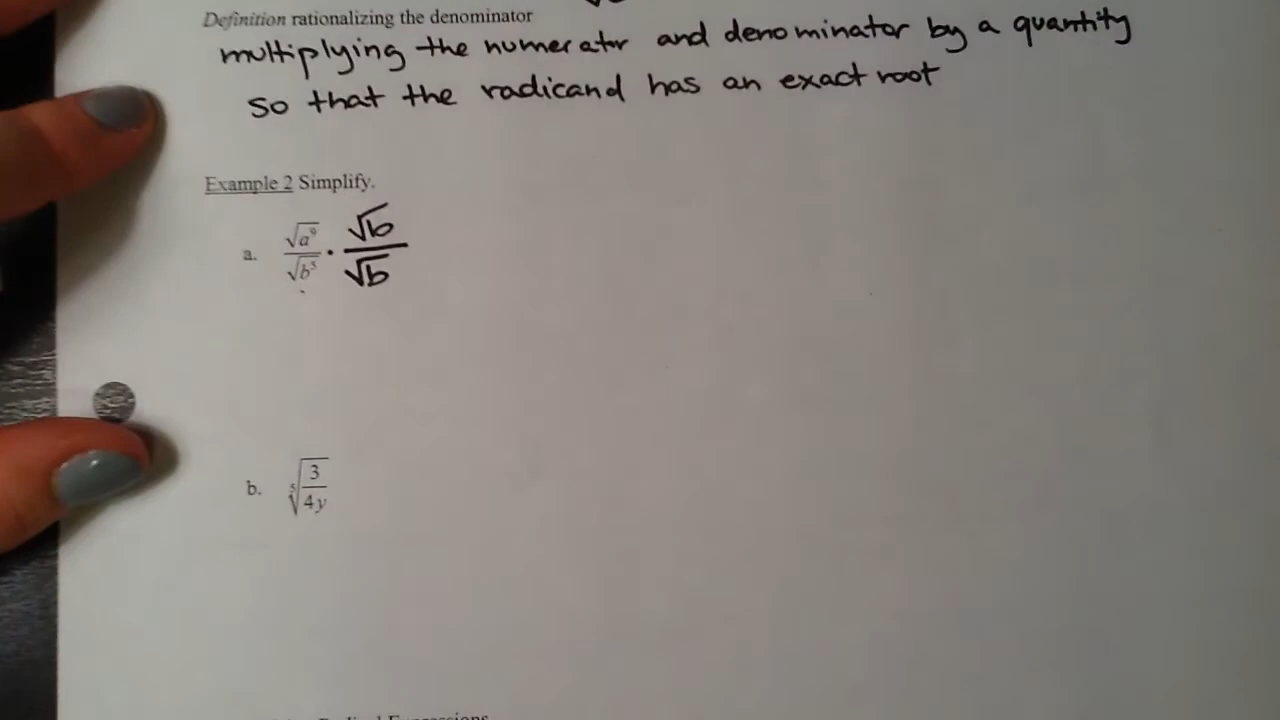 Definition rationalizing the denominator
multiplying the numerator and denominator by a quantity
so that the radicand has an exact root
Example 2 Simplify.
a. √a⁹/√b⁵ · √b/√b
b. ⁵√(3/4y)